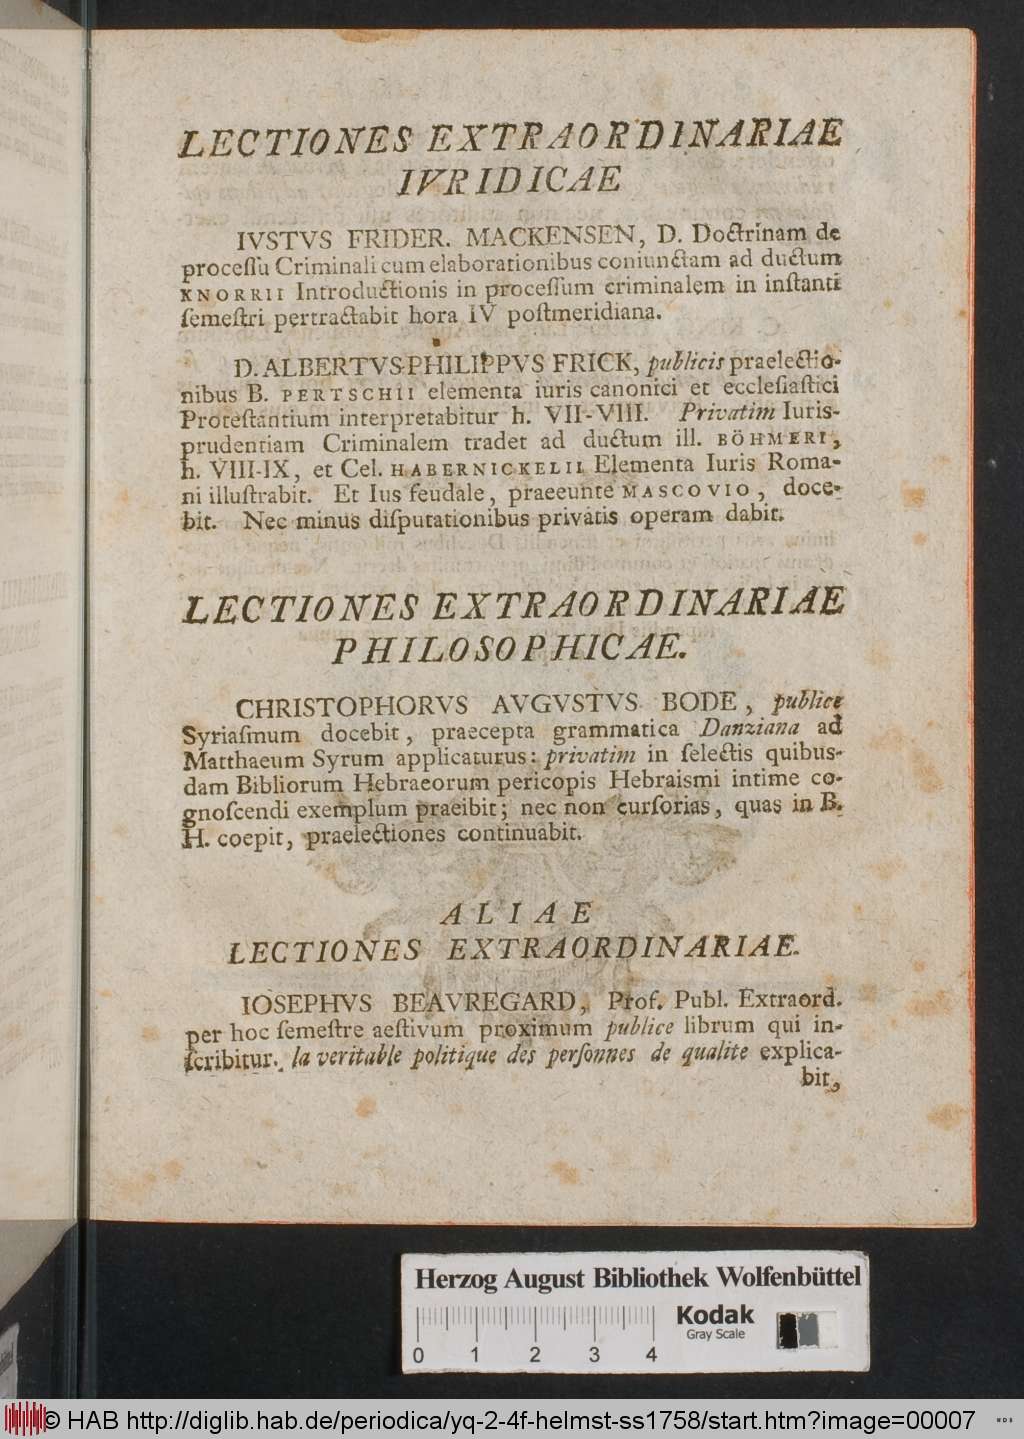 LECTIONES EXTRAORDINARIAE
IVRIDICAE
IVSTVS FRIDER. MACKENSEN, D. Doctrinam de
proceſſu Criminali cum elaborationibus coniunctam ad ductum
KNORRII Introductionis in proceſſum criminalem in inſtanti
ſemeſtri pertractabit hora IV poſtmeridiana.
D. ALBERTVS PHILIPPVS FRICK, publicis praelectio-
nibus B. PERTSCHII elementa iuris canonici et eccleſiaſtici
Proteſtantium interpretabitur h. VII-VIII. Privatim Iuris-
prudentiam Criminalem tradet ad ductum ill. BÖHMERI,
h. VIII-IX, et Cel. HABERNICKELII Elementa Iuris Roma-
ni illuſtrabit. Et Ius feudale, praeeunte MASCOVIO, doce-
bit. Nec minus diſputationibus privatis operam dabit.
LECTIONES EXTRAORDINARIAE
PHILOSOPHICAE.
CHRISTOPHORVS AVGVSTVS BODE, publice
Syriaſmum docebit, praecepta grammatica Danziana ad
Matthaeum Syrum applicaturus: privatim in ſelectis quibus-
dam Bibliorum Hebraeorum pericopis Hebraismi intime co-
gnoſcendi exemplum praeibit; nec non curſorias, quas in B.
H. coepit, praelectiones continuabit.
ALIAE
LECTIONES EXTRAORDINARIAE.
IOSEPHVS BEAVREGARD, Prof. Publ. Extraord.
per hoc ſemeſtre aeſtivum proximum publice librum qui in-
ſcribitur. la veritable politique des perſonnes de qualite explica-
bit,
Herzog August Bibliothek Wolfenbüttel
Kodak
Gray Scale
0 1 2 3 4
© HAB http://diglib.hab.de/periodica/yq-2-4f-helmst-ss1758/start.htm?image=00007